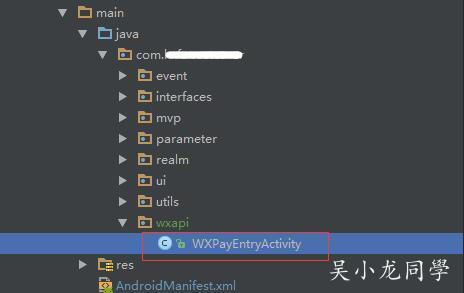 main
java
com.
event
interfaces
mvp
parameter
realm
ui
utils
wxapi
WXPayEntryActivity
res
AndroidManifest.xml
吴小龙同學